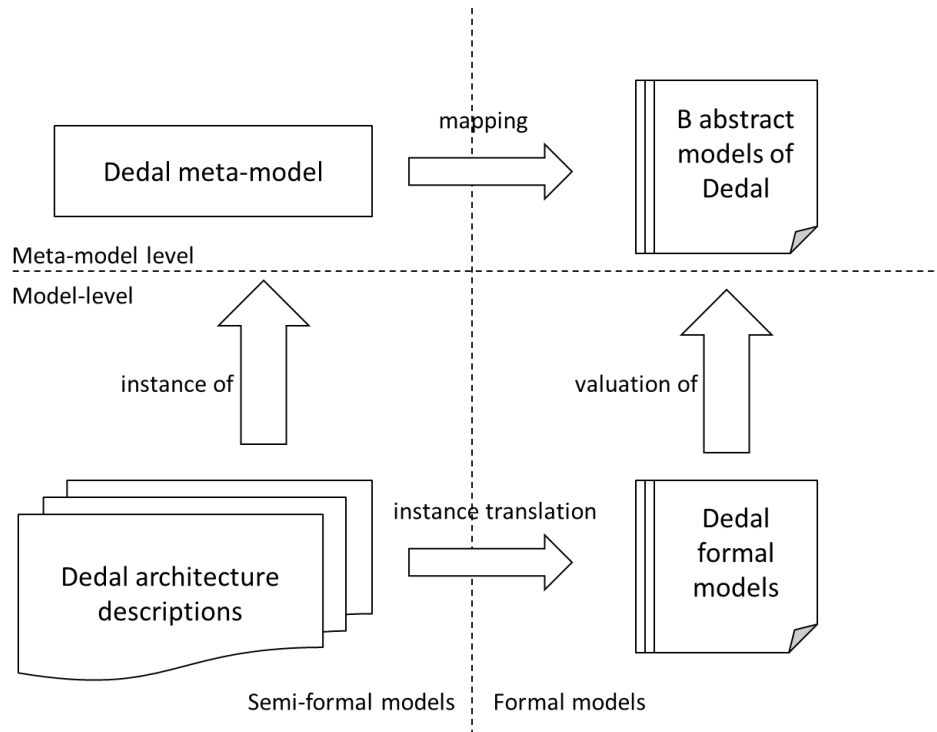 mapping
Dedal meta-model
B abstract
models of
Dedal
Meta-model level
Model-level
instance of
valuation of
instance translation
Dedal architecture
descriptions
Dedal
formal
models
Semi-formal models
Formal models